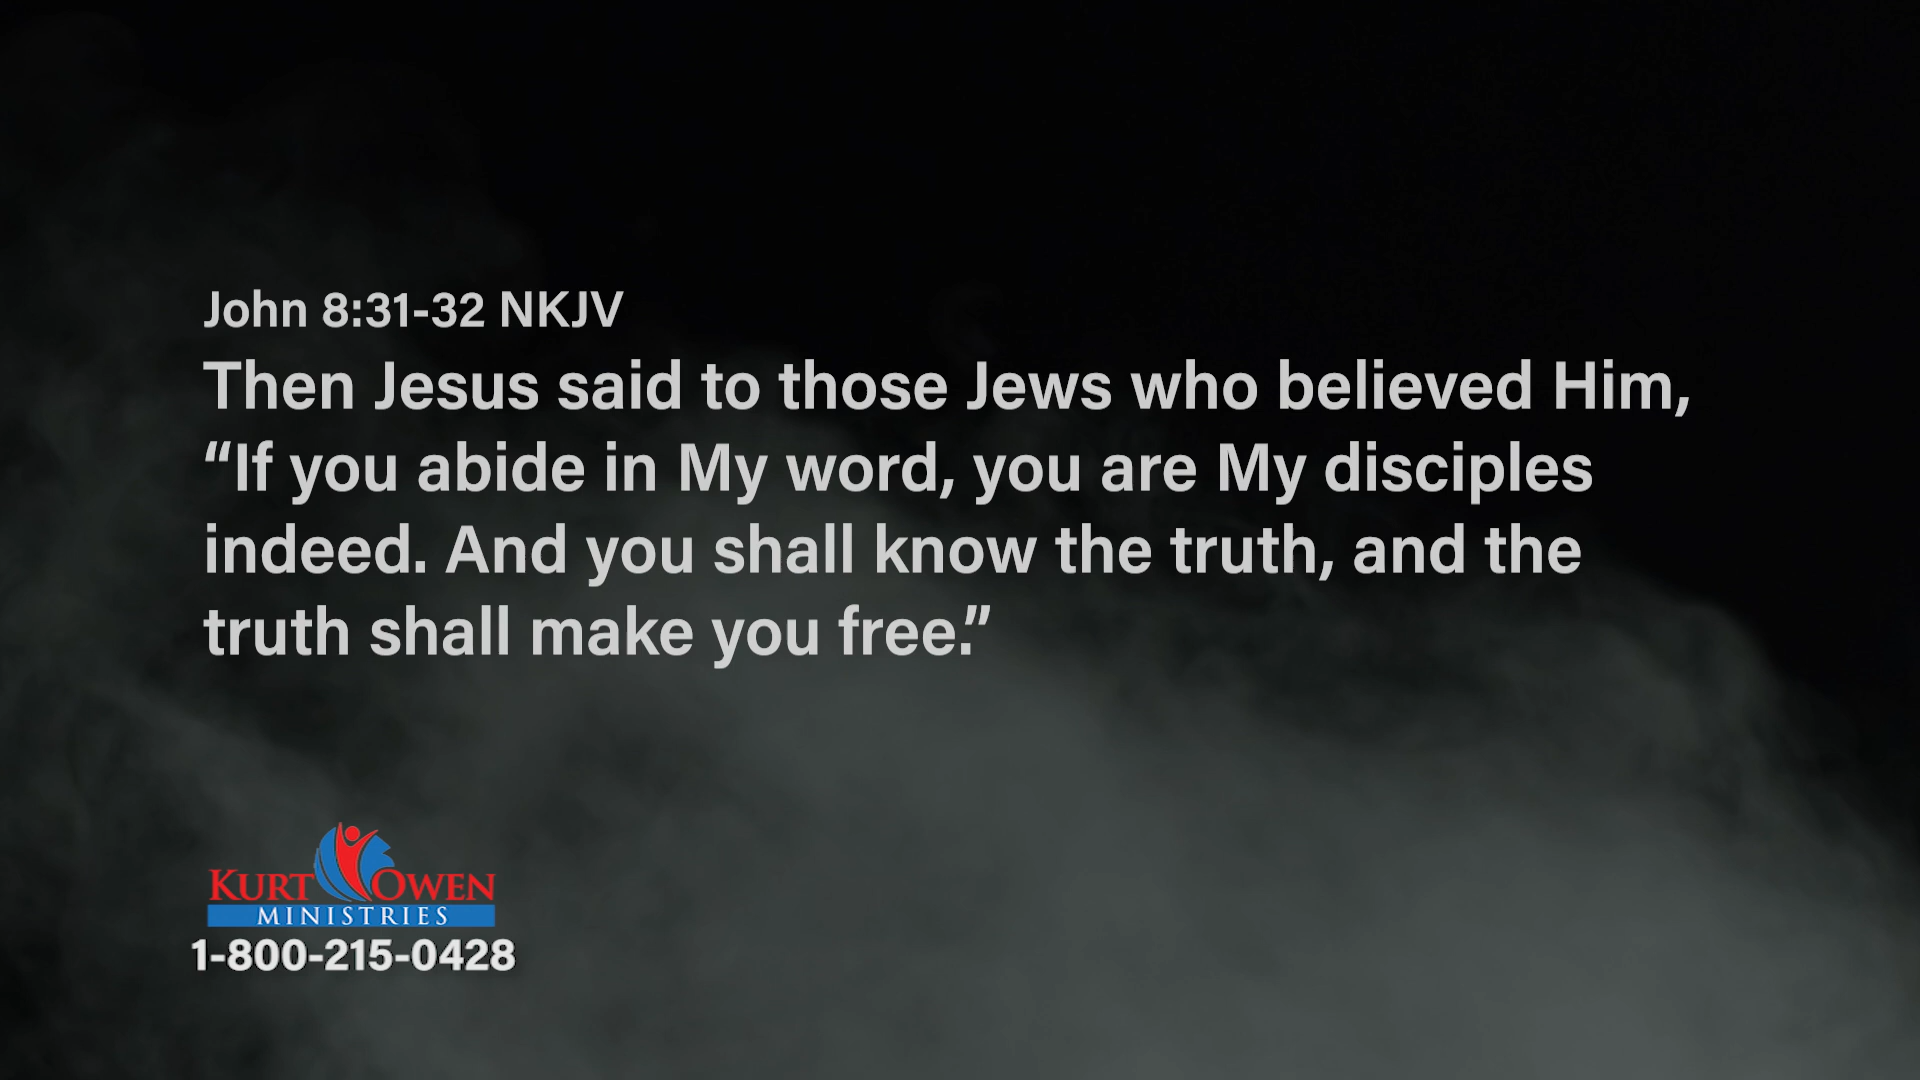 John 8:31-32 NKJV
Then Jesus said to those Jews who believed Him,
“If you abide in My word, you are My disciples
indeed. And you shall know the truth, and the
truth shall make you free.”
KURT OWEN
MINISTRIES
1-800-215-0428